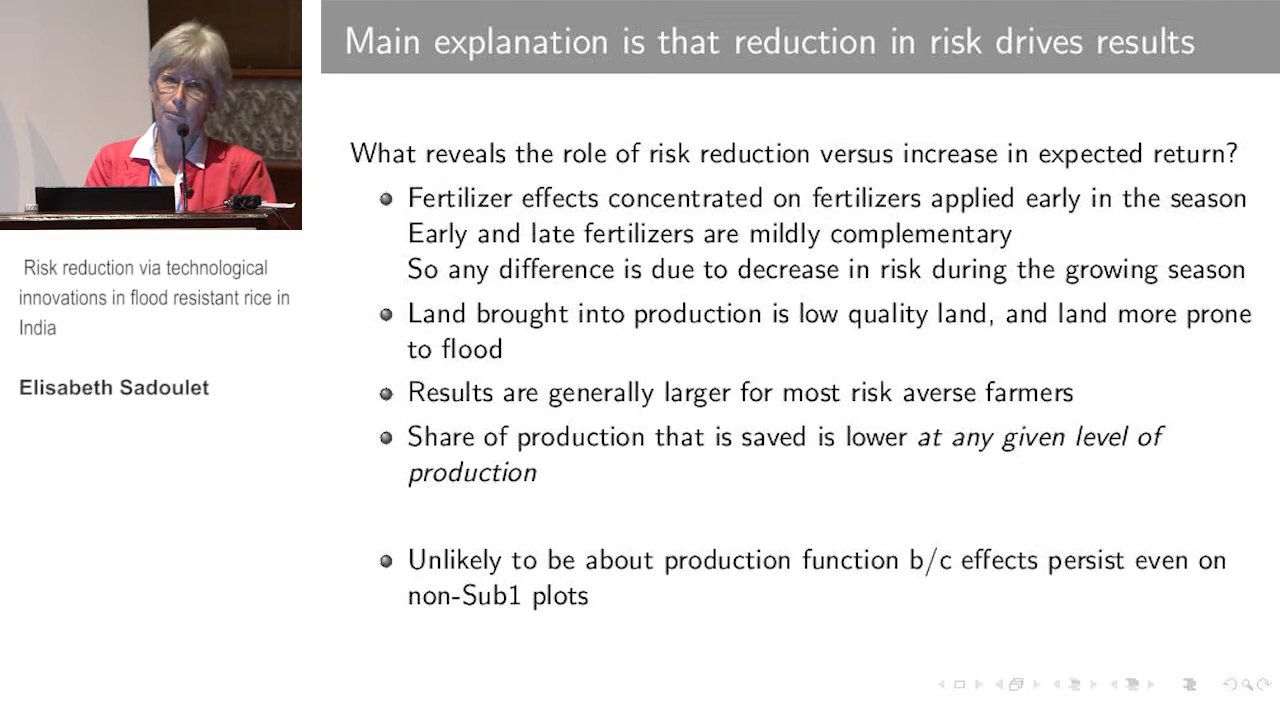 Main explanation is that reduction in risk drives results
What reveals the role of risk reduction versus increase in expected return?
Fertilizer effects concentrated on fertilizers applied early in the season
Early and late fertilizers are mildly complementary
So any difference is due to decrease in risk during the growing season
Land brought into production is low quality land, and land more prone
to flood
Results are generally larger for most risk averse farmers
Share of production that is saved is lower at any given level of
production
Unlikely to be about production function b/c effects persist even on
non-Sub1 plots
Risk reduction via technological
innovations in flood resistant rice in
India
Elisabeth Sadoulet